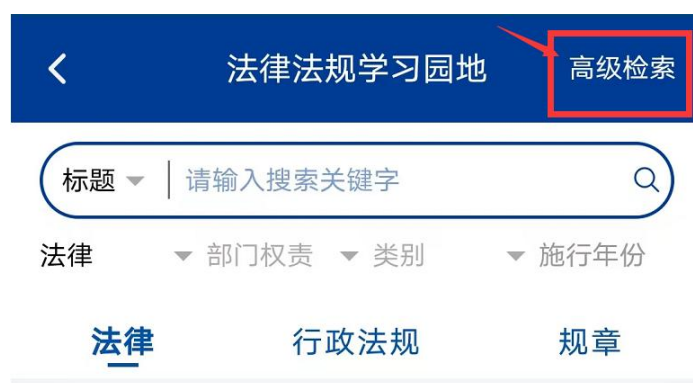 法律法规学习园地 高级检索
标题 请输入搜索关键字
法律 部门权责 类别 施行年份
法律 行政法规 规章